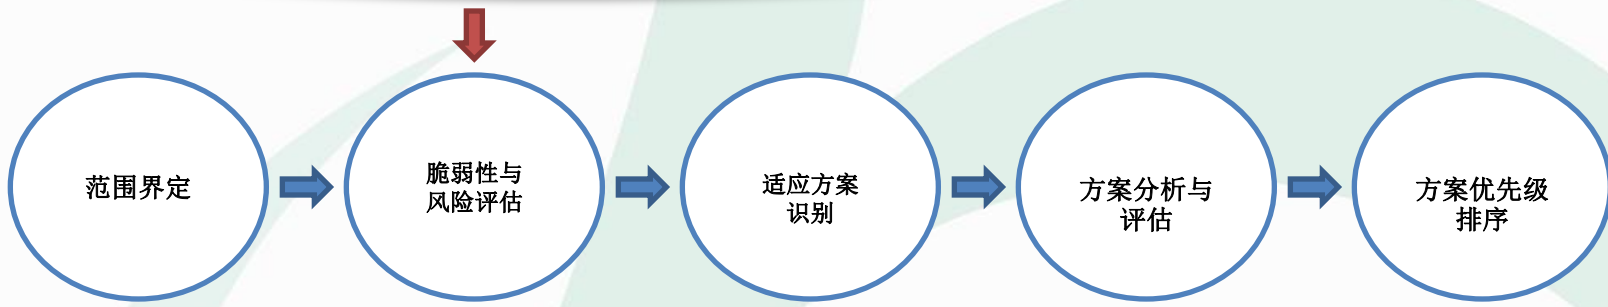 范围界定
脆弱性与
风险评估
适应方案
识别
方案分析与
评估
方案优先级
排序